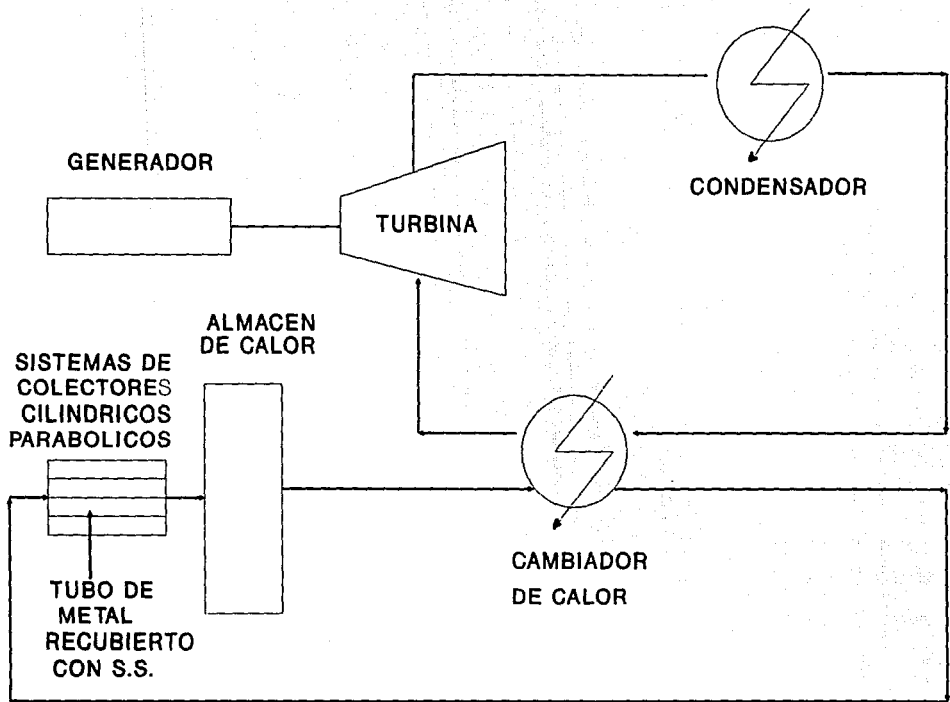 GENERADOR
TURBINA
CONDENSADOR
ALMACEN
DE CALOR
SISTEMAS DE
COLECTORES
CILINDRICOS
PARABOLICOS
CAMBIADOR
DE CALOR
TUBO DE
METAL
RECUBIERTO
CON S.S.